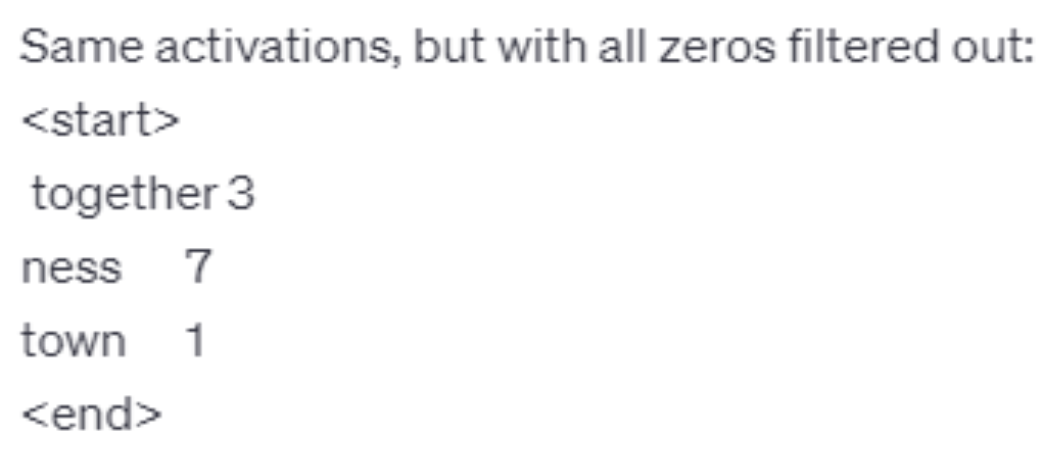 Same activations, but with all zeros filtered out:
<start>
 together 3
ness 7
town 1
<end>